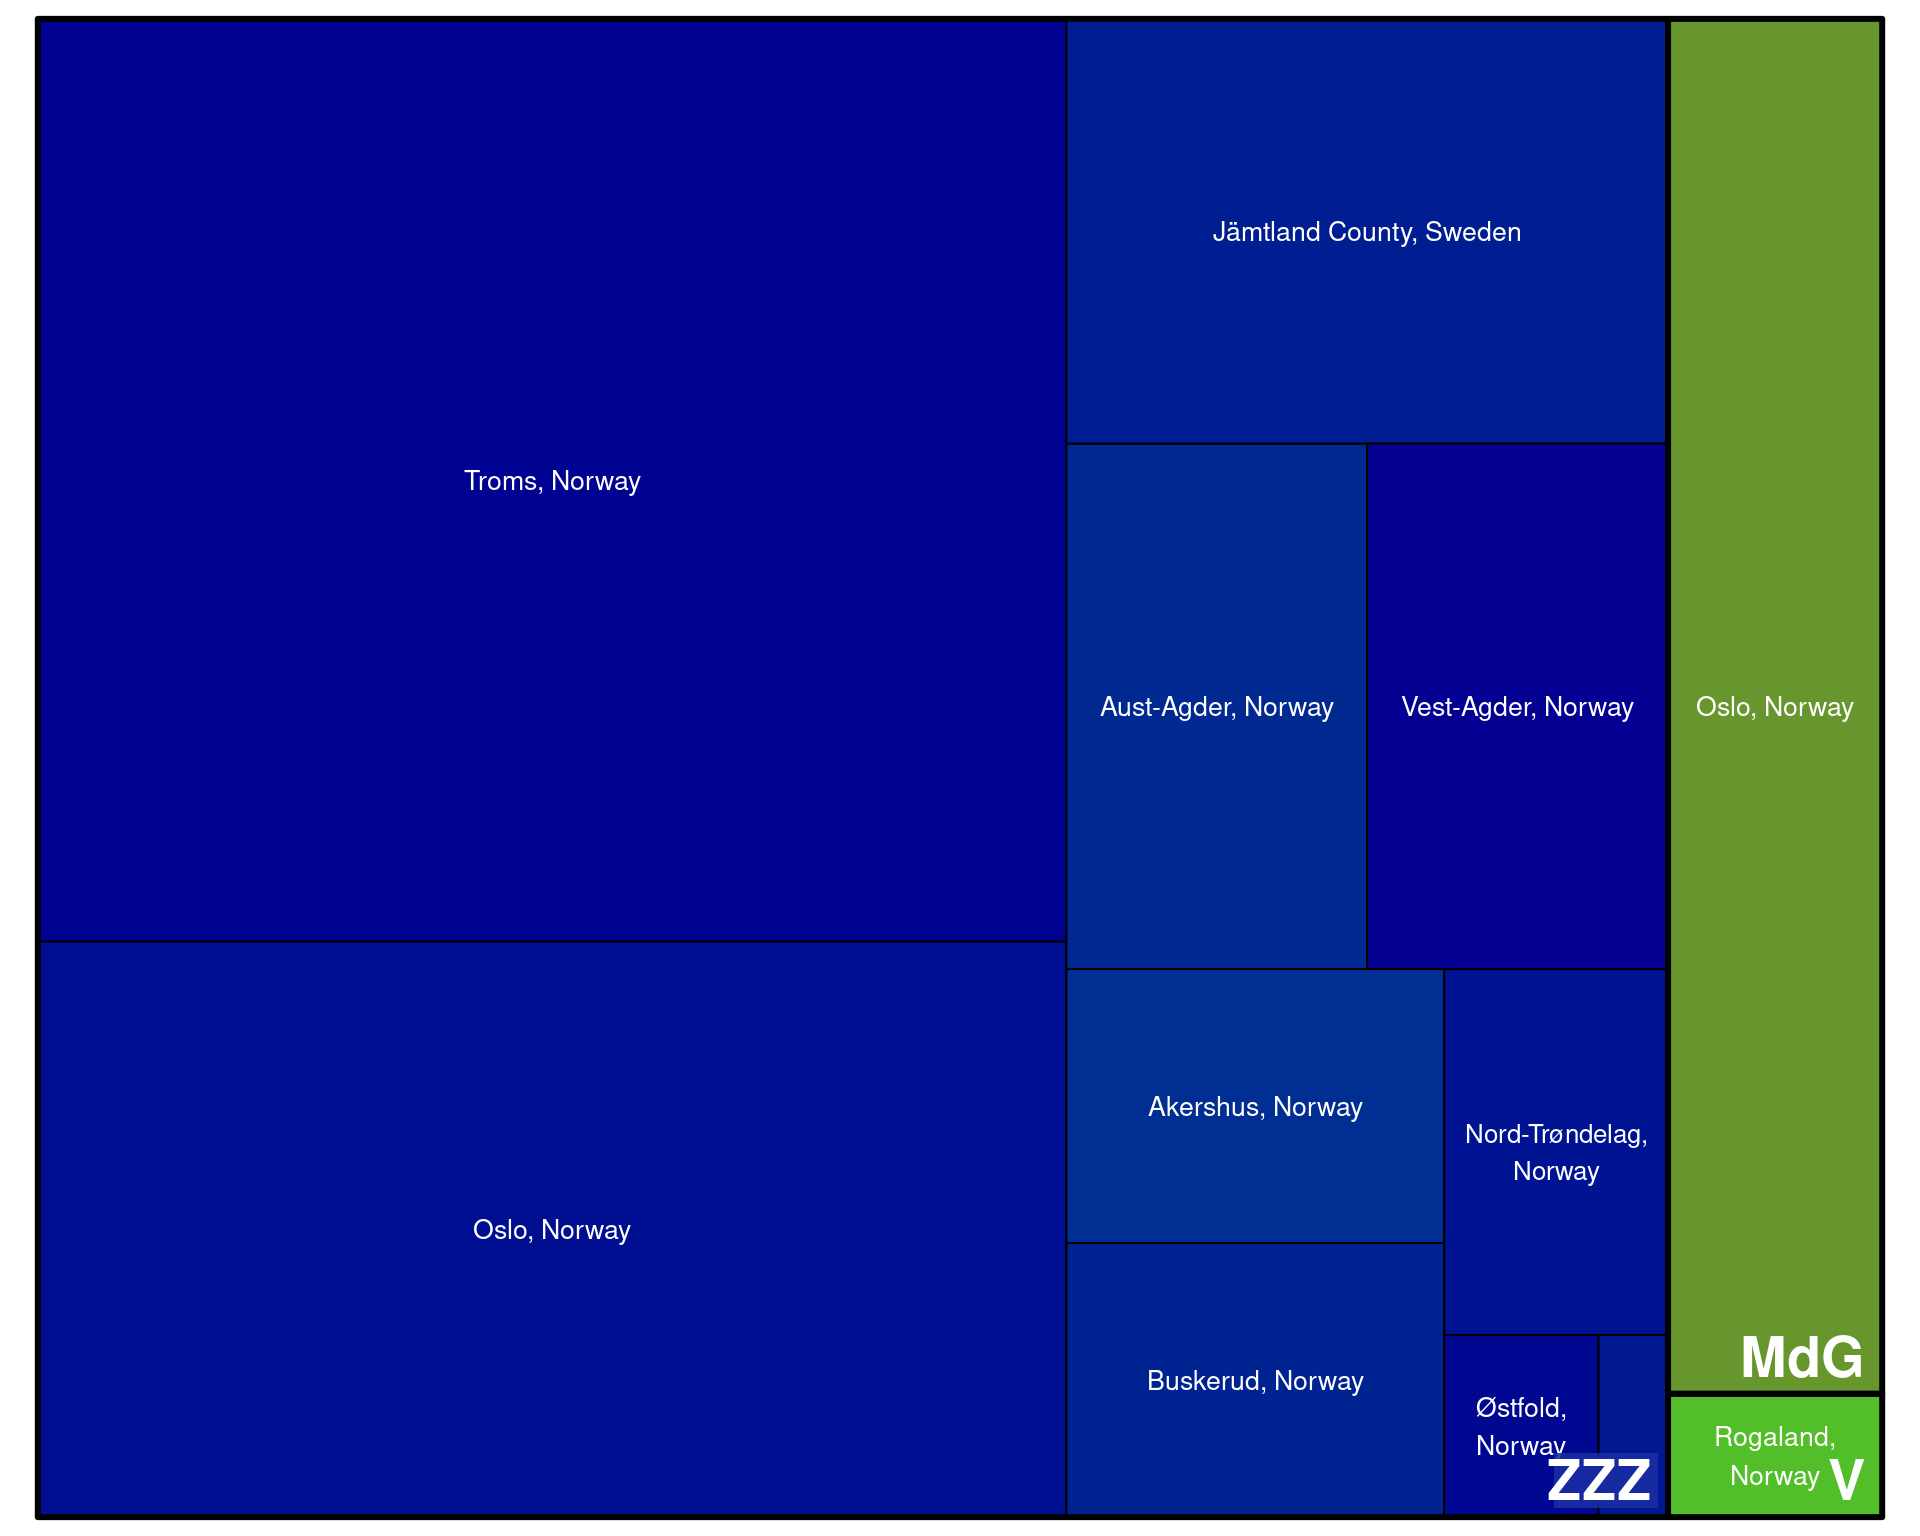 Troms, Norway
Oslo, Norway
Jämtland County, Sweden
Aust-Agder, Norway
Vest-Agder, Norway
Akershus, Norway
Buskerud, Norway
Nord-Trøndelag,
Norway
Østfold,
Norway
ZZZ
Oslo, Norway
MdG
Rogaland,
Norway
V